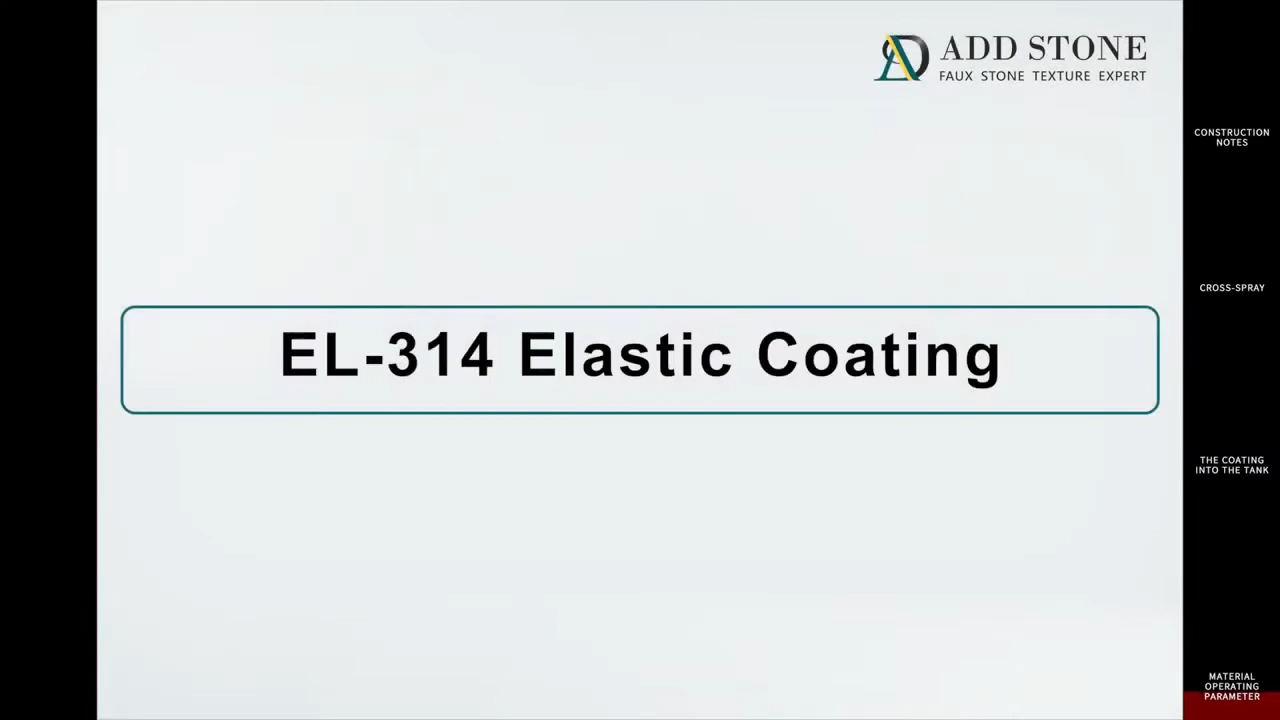 ADD STONE
FAUX STONE TEXTURE EXPERT
CONSTRUCTION
NOTES
CROSS-SPRAY
EL-314 Elastic Coating
THE COATING
INTO THE TANK
MATERIAL
OPERATING
PARAMETER